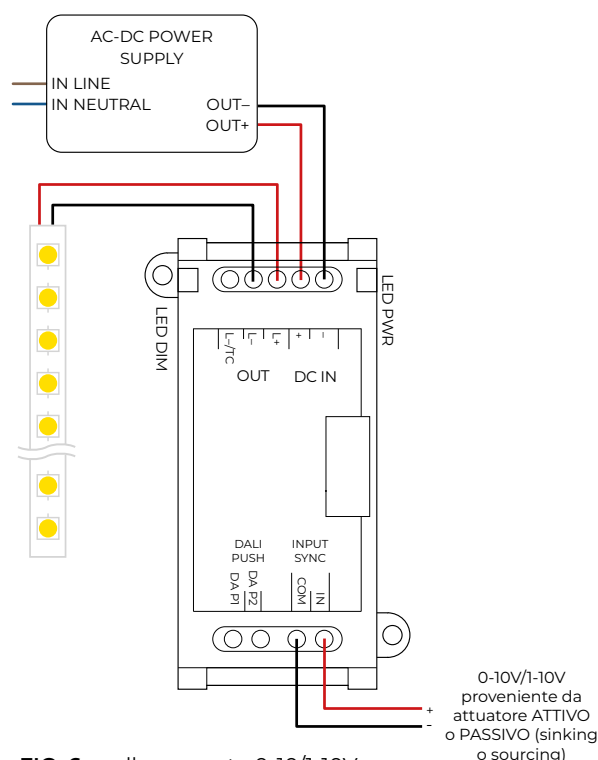 AC-DC POWER
SUPPLY
IN LINE
IN NEUTRAL
OUT–
OUT+
LED DIM
LED PWR
L–/TC
L–
L+
+
–
OUT
DC IN
DALI
PUSH
INPUT
SYNC
DA P1
DA P2
COM
IN
+
-
0-10V/1-10V
proveniente da
attuatore ATTIVO
o PASSIVO (sinking
o sourcing)